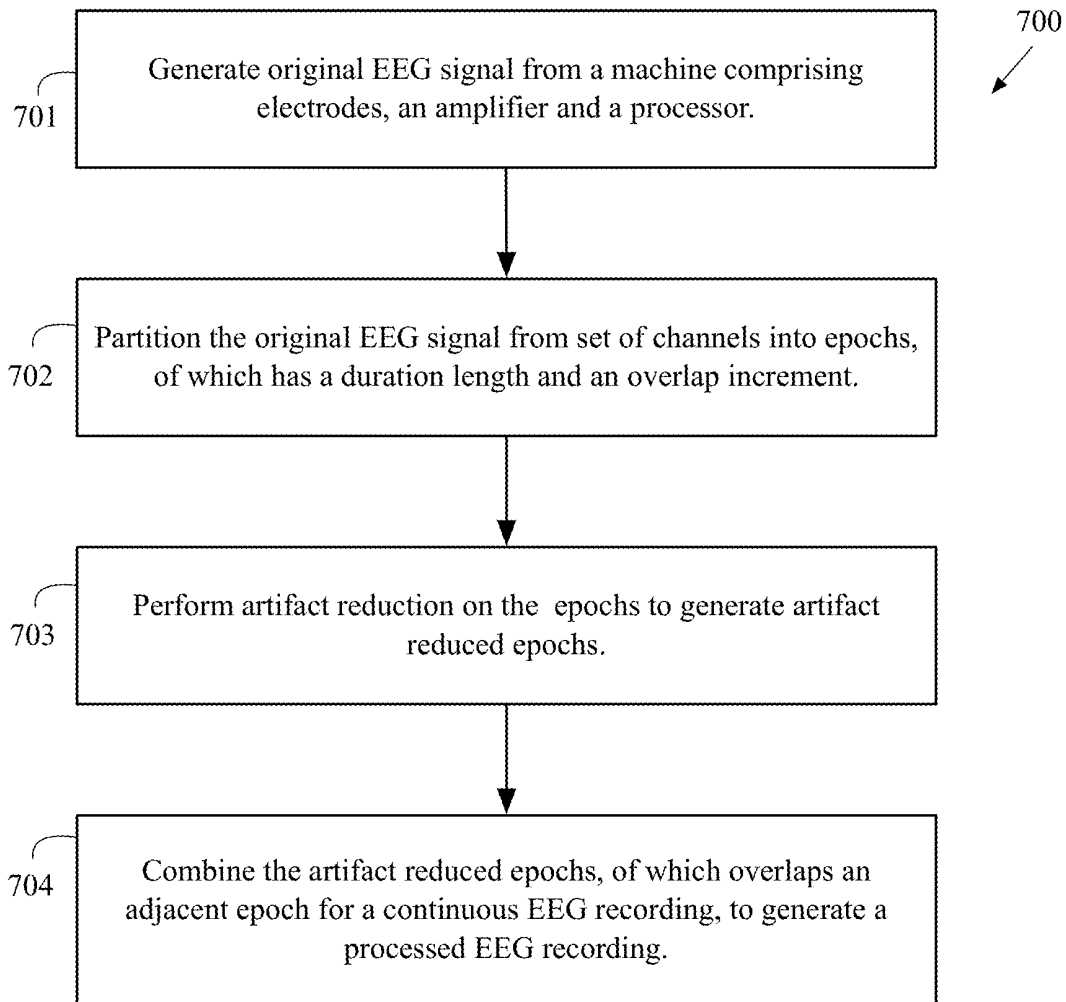 700
Generate original EEG signal from a machine comprising
electrodes, an amplifier and a processor.
701
Partition the original EEG signal from set of channels into epochs,
of which has a duration length and an overlap increment.
702
Perform artifact reduction on the epochs to generate artifact
reduced epochs.
703
Combine the artifact reduced epochs, of which overlaps an
adjacent epoch for a continuous EEG recording, to generate a
processed EEG recording.
704